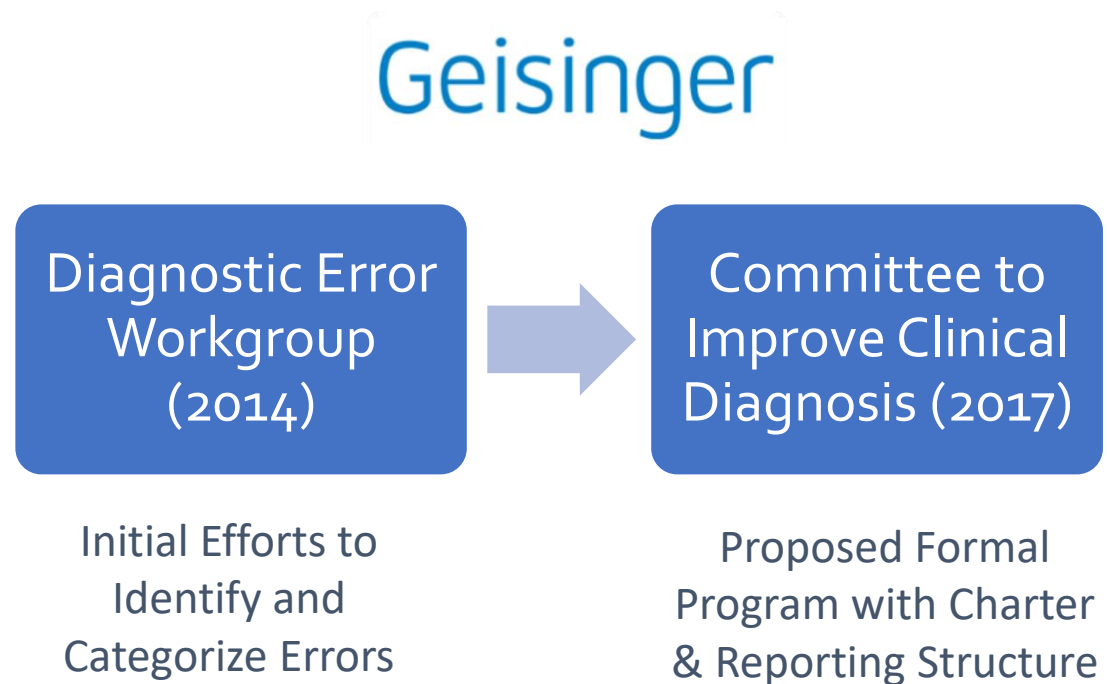 Geisinger
Diagnostic Error
Workgroup
(2014)
Initial Efforts to
Identify and
Categorize Errors
Committee to
Improve Clinical
Diagnosis (2017)
Proposed Formal
Program with Charter
& Reporting Structure